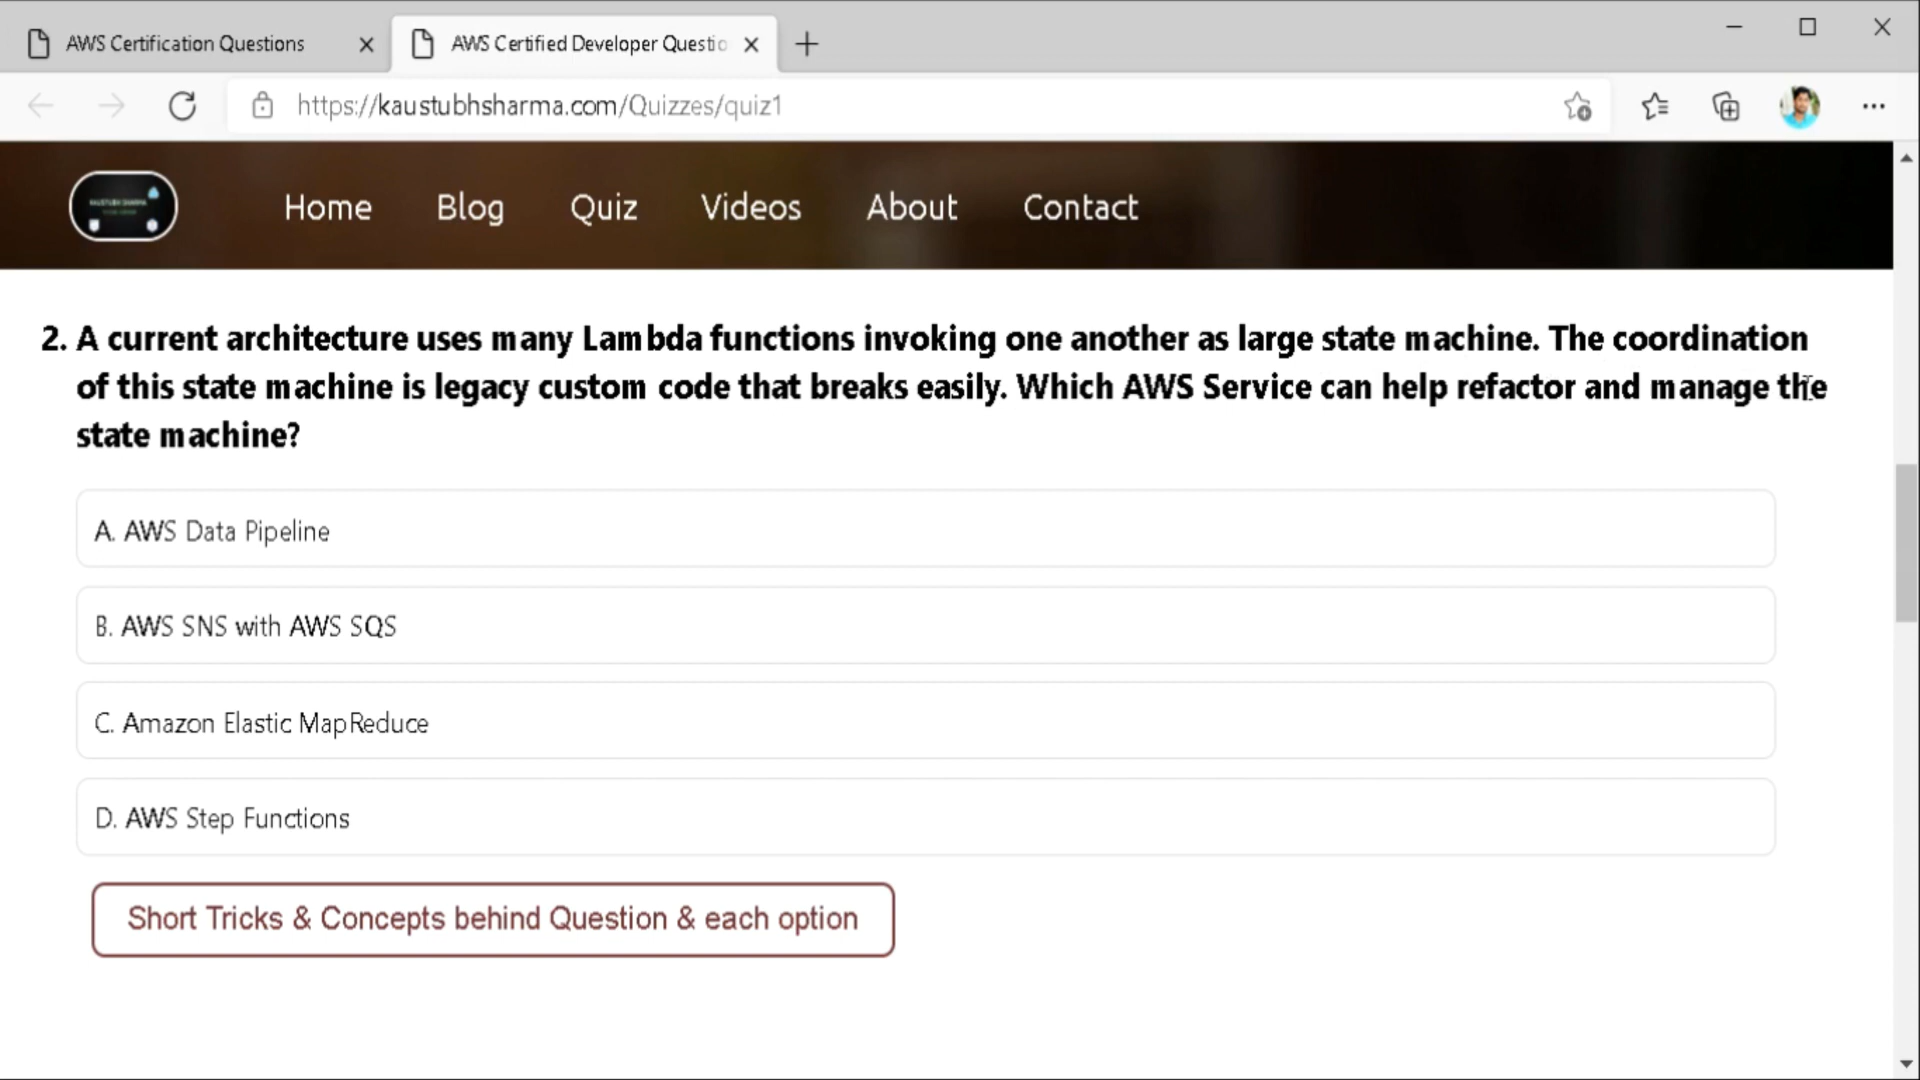 AWS Certification Questions
AWS Certified Developer Questio
https://kaustubhsharma.com/Quizzes/quiz1
Home Blog Quiz Videos About Contact
2. A current architecture uses many Lambda functions invoking one another as large state machine. The coordination
of this state machine is legacy custom code that breaks easily. Which AWS Service can help refactor and manage the
state machine?
A. AWS Data Pipeline
B. AWS SNS with AWS SQS
C. Amazon Elastic MapReduce
D. AWS Step Functions
Short Tricks & Concepts behind Question & each option